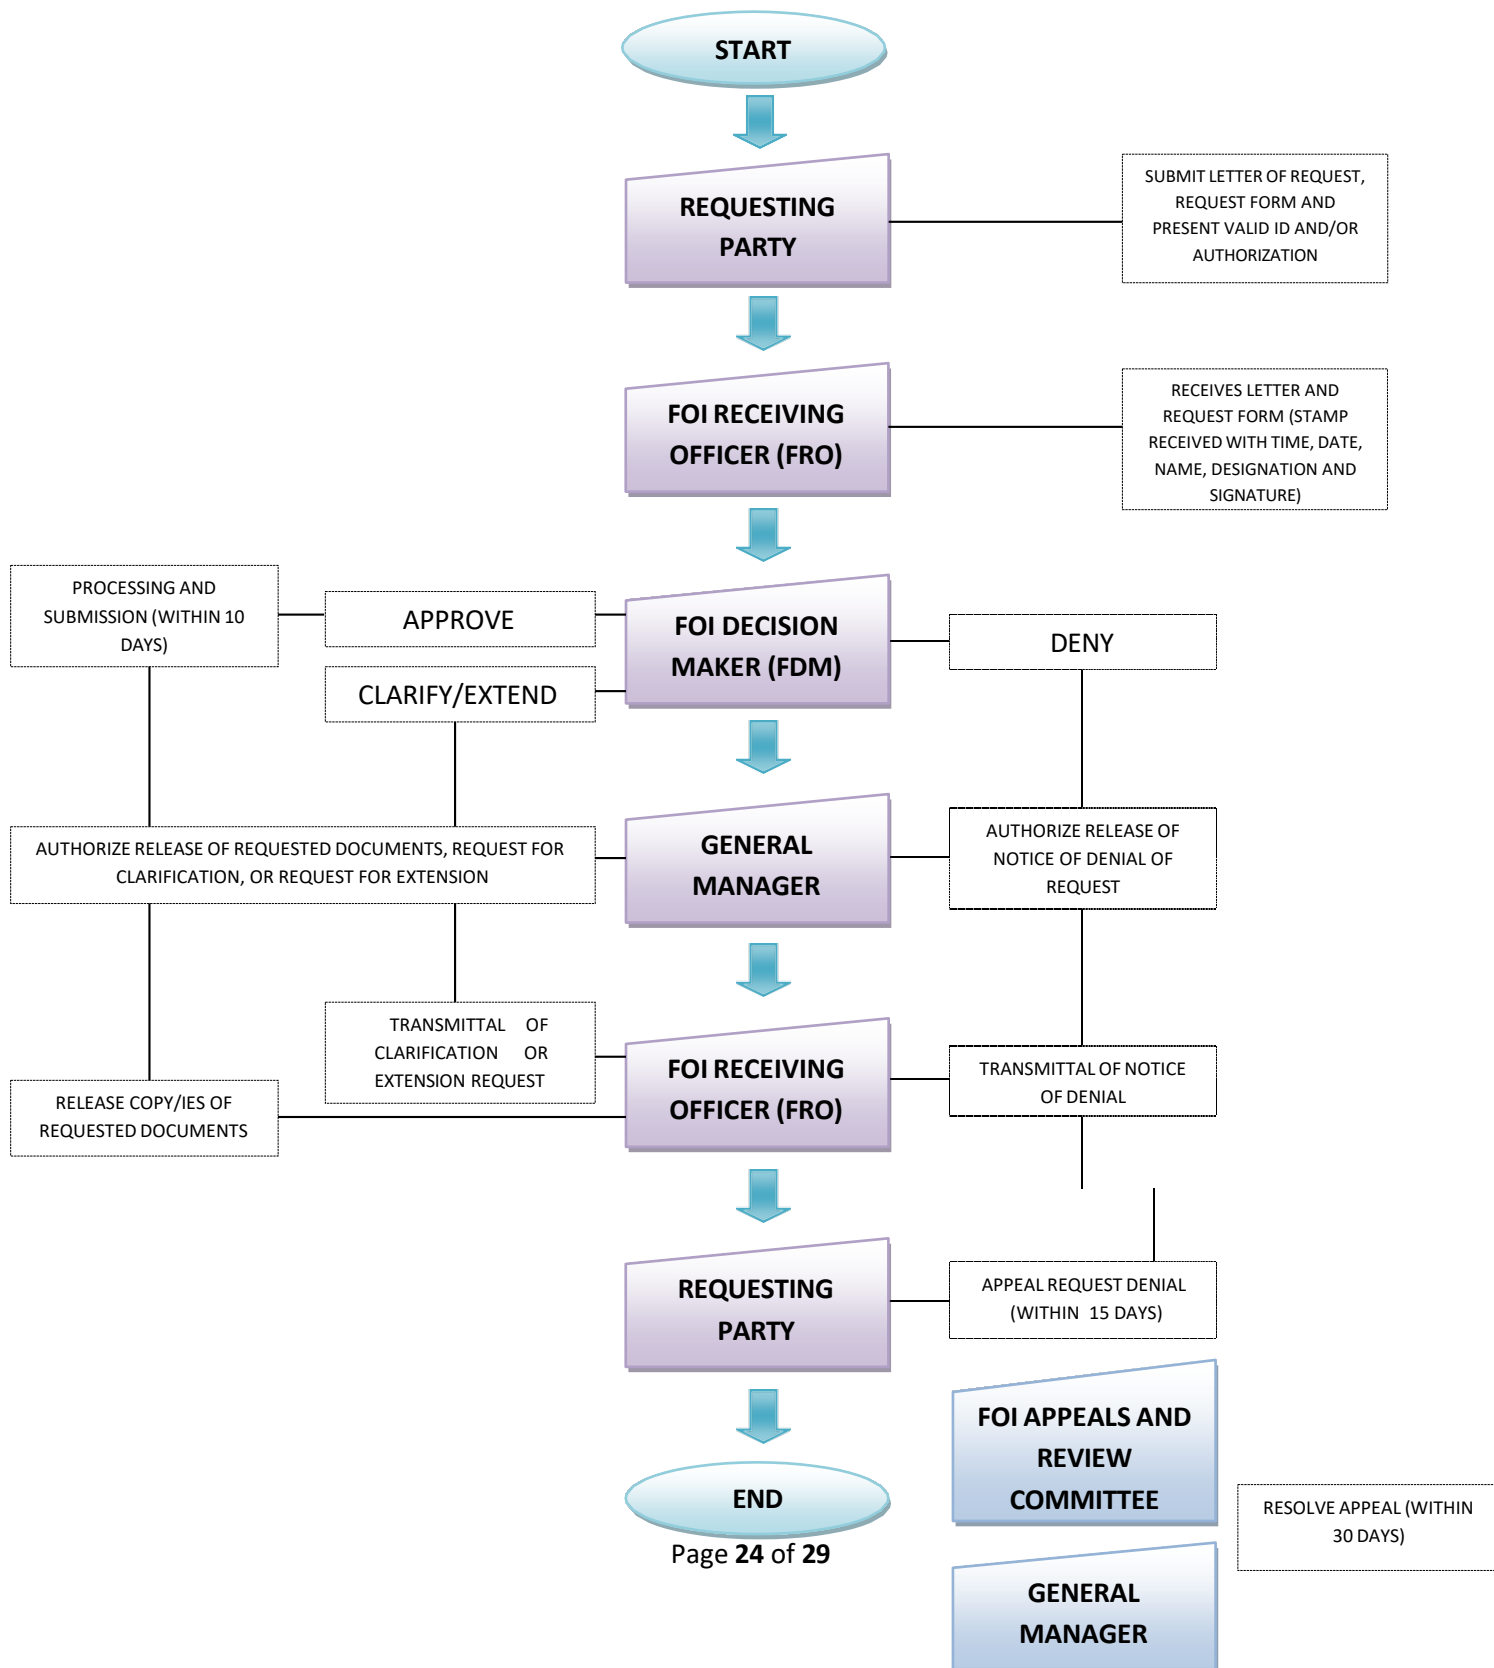 START
REQUESTING
PARTY
SUBMIT LETTER OF REQUEST,
REQUEST FORM AND
PRESENT VALID ID AND/OR
AUTHORIZATION
FOI RECEIVING
OFFICER (FRO)
RECEIVES LETTER AND
REQUEST FORM (STAMP
RECEIVED WITH TIME, DATE,
NAME, DESIGNATION AND
SIGNATURE)
PROCESSING AND
SUBMISSION (WITHIN 10
DAYS)
APPROVE
CLARIFY/EXTEND
FOI DECISION
MAKER (FDM)
DENY
AUTHORIZE RELEASE OF REQUESTED DOCUMENTS, REQUEST FOR
CLARIFICATION, OR REQUEST FOR EXTENSION
GENERAL
MANAGER
AUTHORIZE RELEASE OF
NOTICE OF DENIAL OF
REQUEST
TRANSMITTAL OF
CLARIFICATION OR
EXTENSION REQUEST
RELEASE COPY/IES OF
REQUESTED DOCUMENTS
FOI RECEIVING
OFFICER (FRO)
TRANSMITTAL OF NOTICE
OF DENIAL
REQUESTING
PARTY
APPEAL REQUEST DENIAL
(WITHIN 15 DAYS)
FOI APPEALS AND
REVIEW
COMMITTEE
END
RESOLVE APPEAL (WITHIN
30 DAYS)
Page 24 of 29
GENERAL
MANAGER